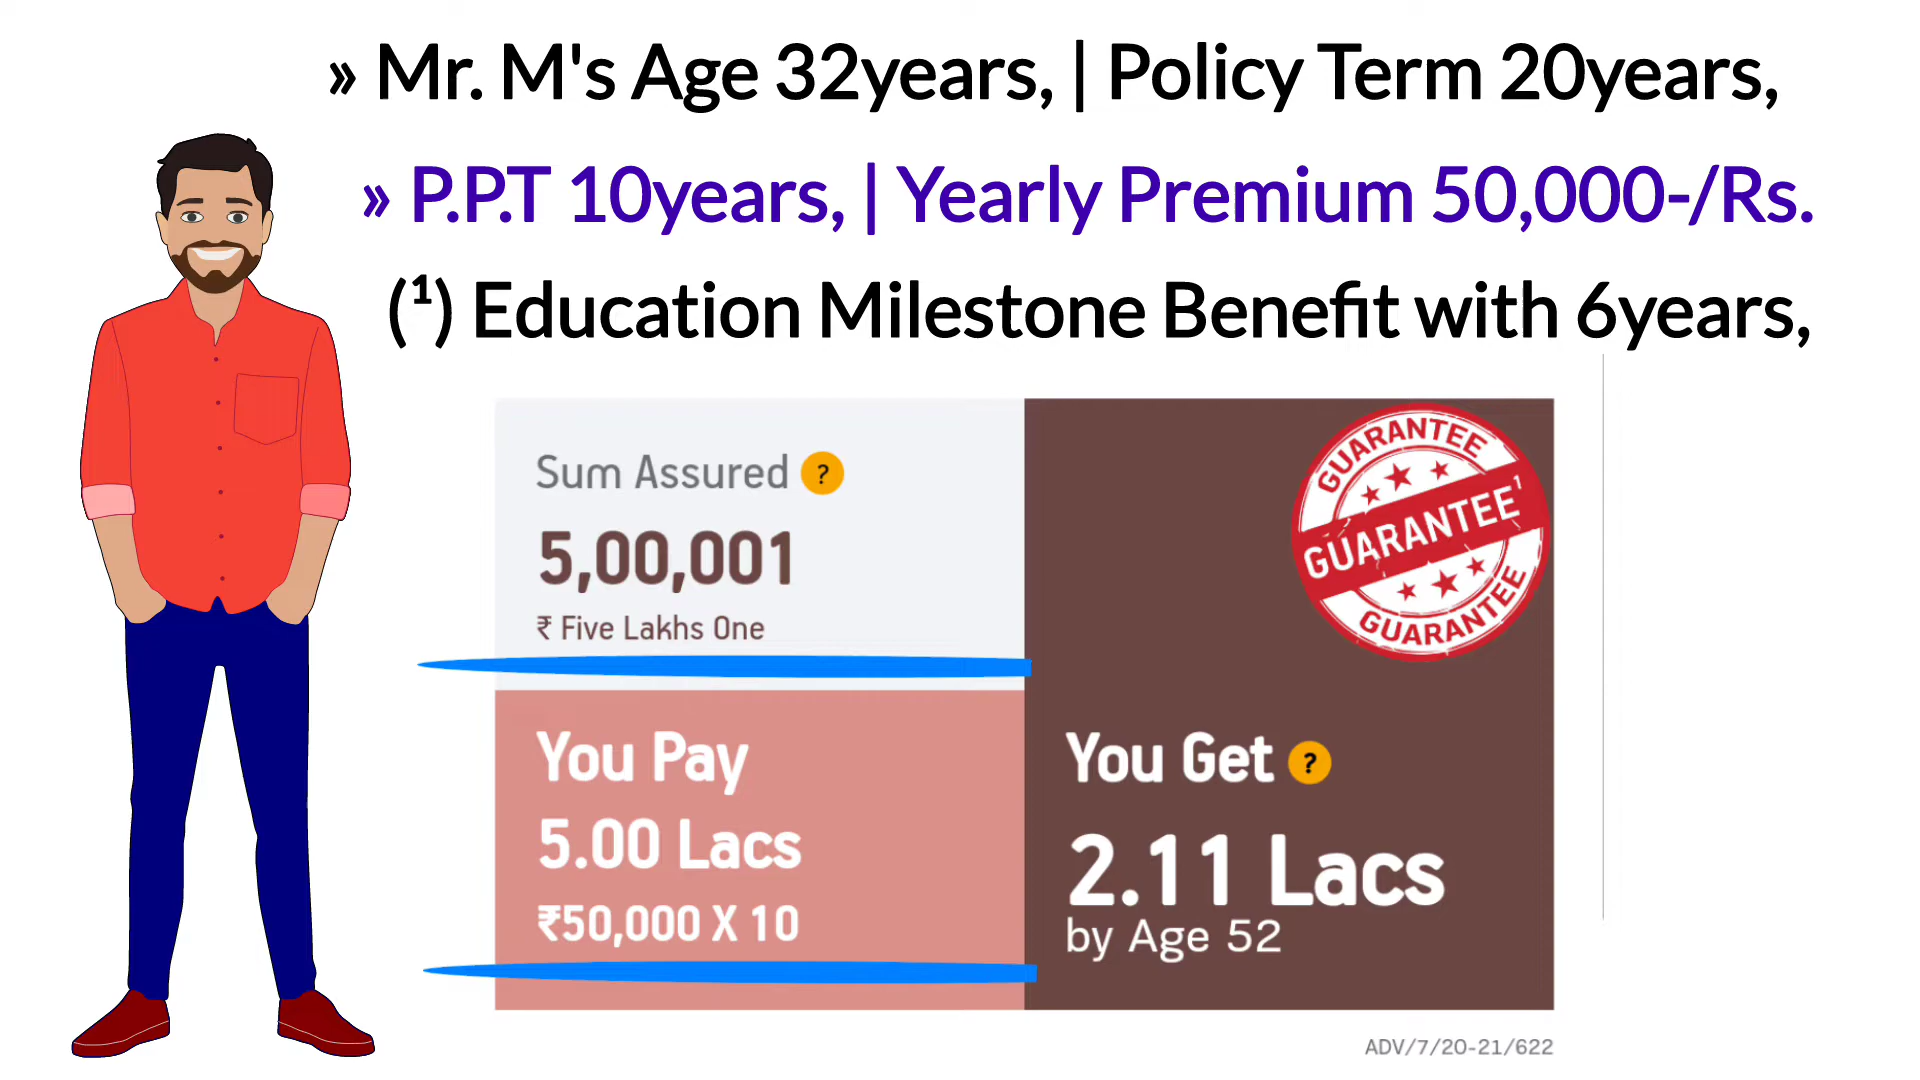 » Mr. M's Age 32years, | Policy Term 20years,
» P.P.T 10years, | Yearly Premium 50,000-/Rs.
(¹) Education Milestone Benefit with 6years,
Sum Assured ?
5,00,001
₹ Five Lakhs One
You Pay
5.00 Lacs
₹50,000 X 10
GUARANTEE
GUARANTEE¹
GUARANTEE
You Get ?
2.11 Lacs
by Age 52
ADV/7/20-21/622